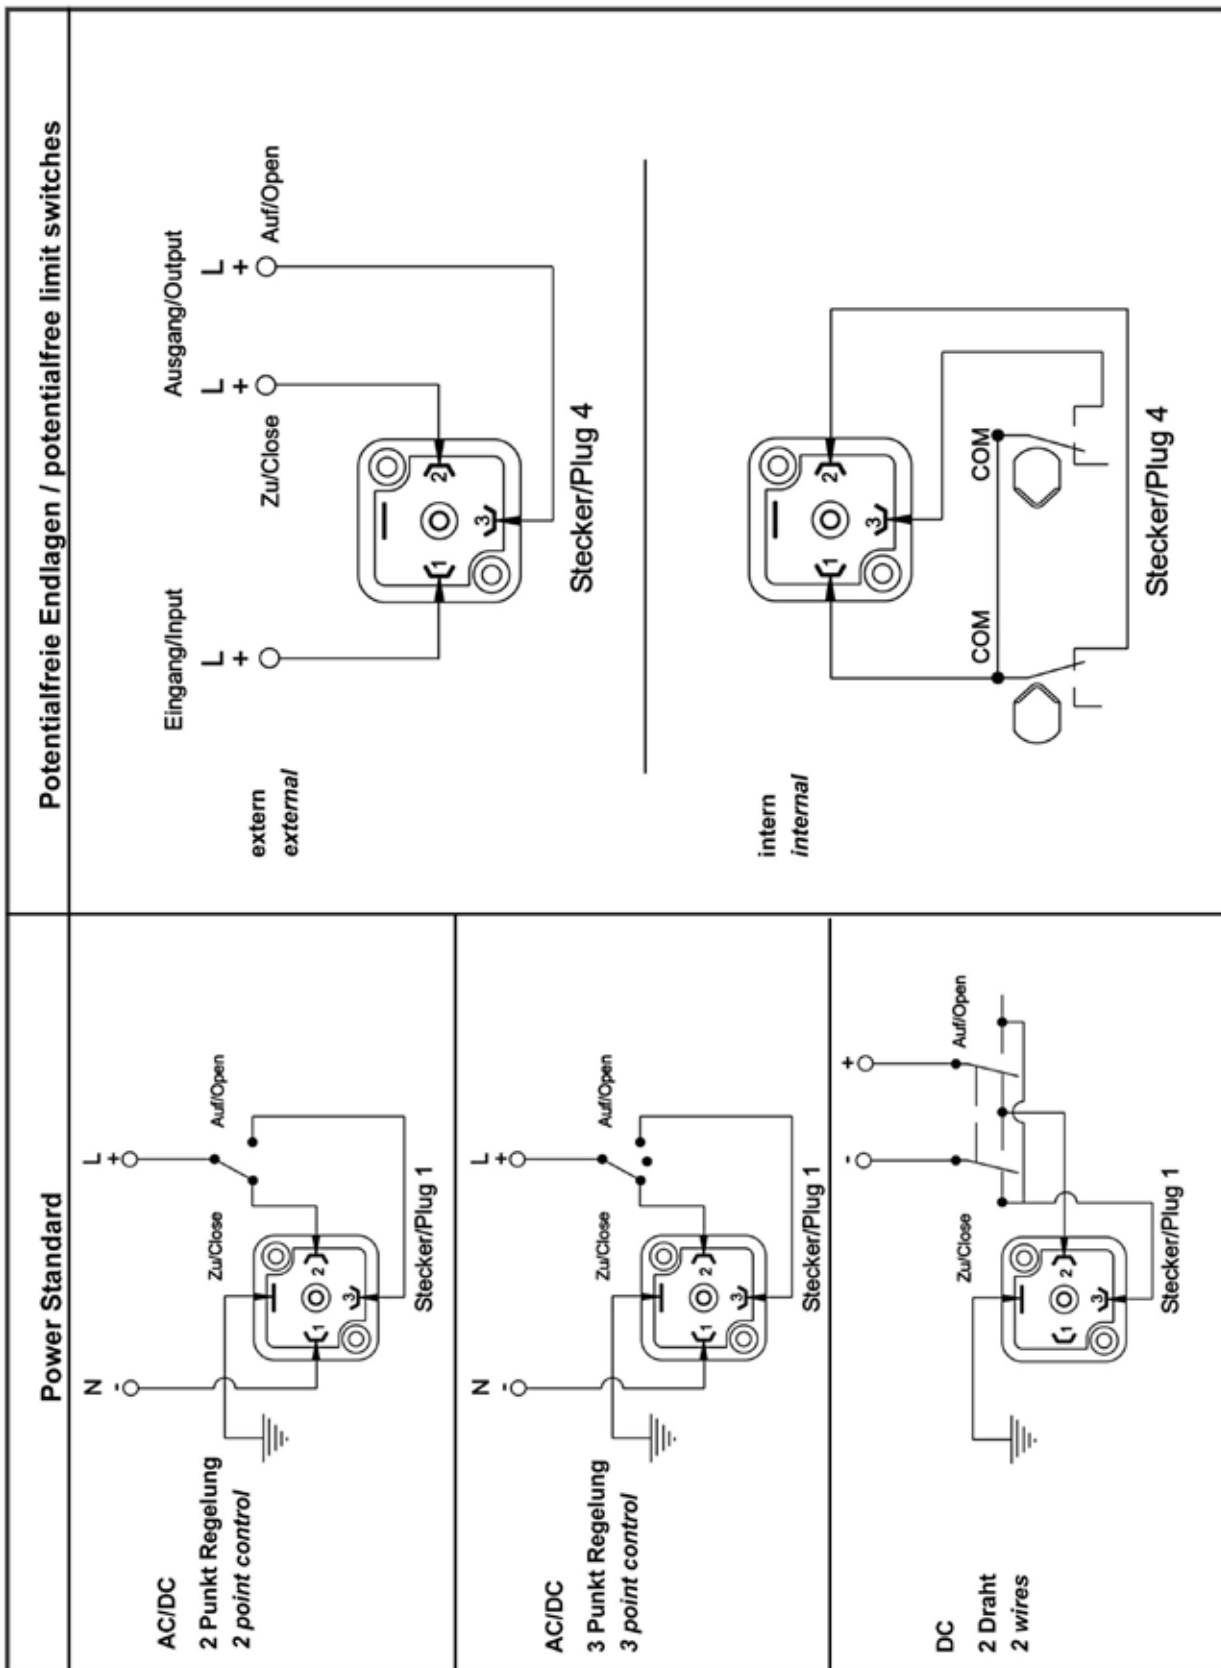 Power Standard
AC/DC
2 Punkt Regelung
2 point control
N
-
L
+
Zu/Close
Auf/Open
1
2
3
Stecker/Plug 1
AC/DC
3 Punkt Regelung
3 point control
N
-
L
+
Zu/Close
Auf/Open
1
2
3
Stecker/Plug 1
DC
2 Draht
2 wires
-
+
Zu/Close
Auf/Open
1
2
3
Stecker/Plug 1
Potentialfreie Endlagen / potentialfree limit switches
extern
external
Eingang/Input
L
+
Ausgang/Output
L
+
L
+
Zu/Close
Auf/Open
1
2
3
Stecker/Plug 4
intern
internal
1
2
3
COM
COM
Stecker/Plug 4